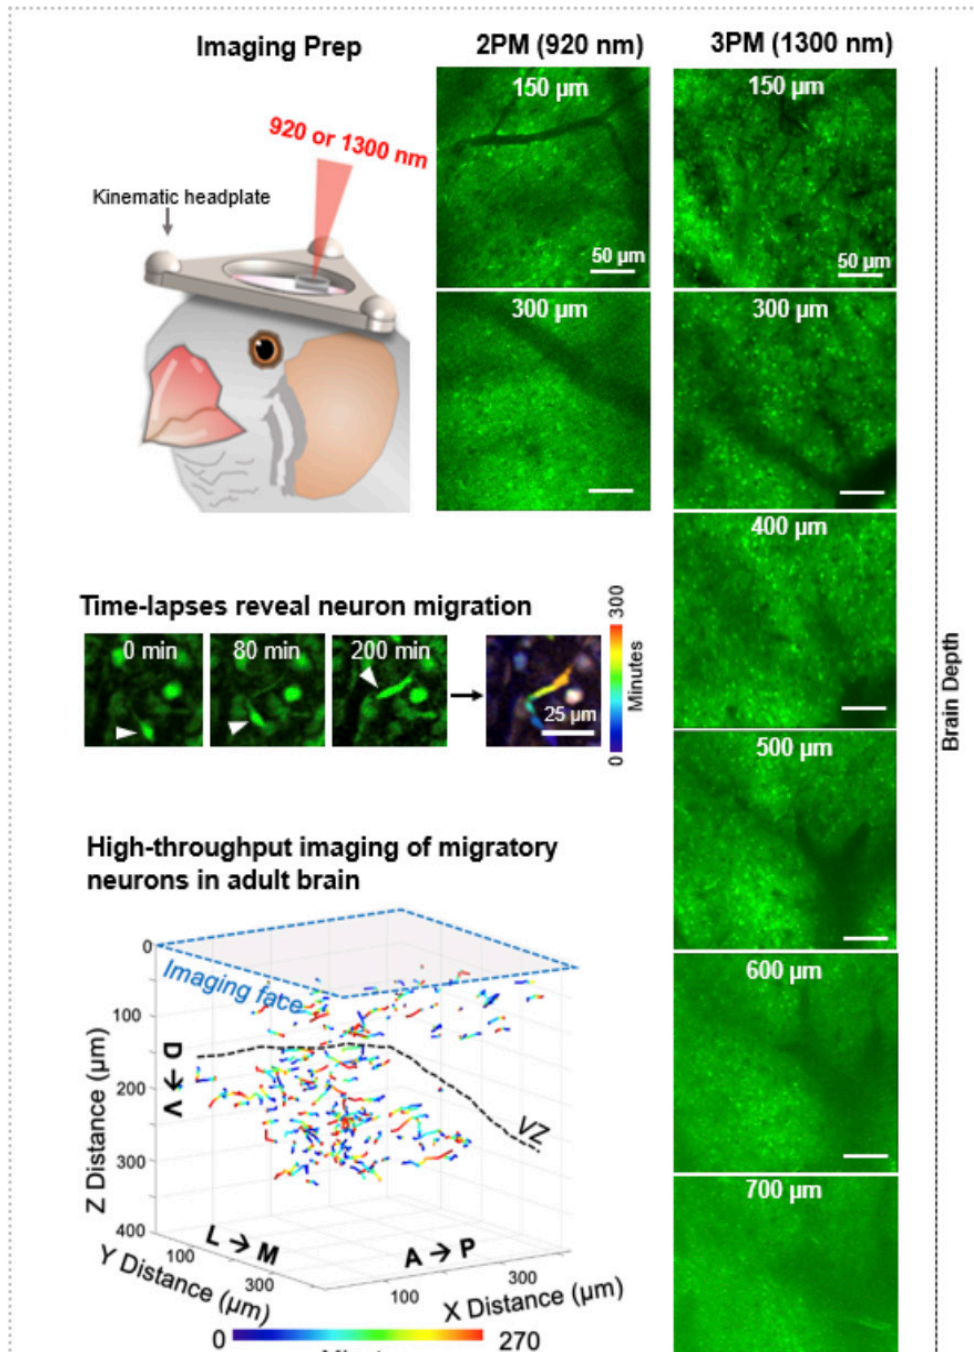 Imaging Prep
920 or 1300 nm
Kinematic headplate
2PM (920 nm)
150 µm
50 µm
300 µm
3PM (1300 nm)
150 µm
50 µm
300 µm
400 µm
500 µm
600 µm
700 µm
Brain Depth
Time-lapses reveal neuron migration
0 min
80 min
200 min
25 µm
0
Minutes
300
High-throughput imaging of migratory
neurons in adult brain
Imaging face
0
100
200
300
400
Z Distance (µm)
D → V
VZ
L → M
A → P
100
300
Y Distance (µm)
100
300
X Distance (µm)
0
270